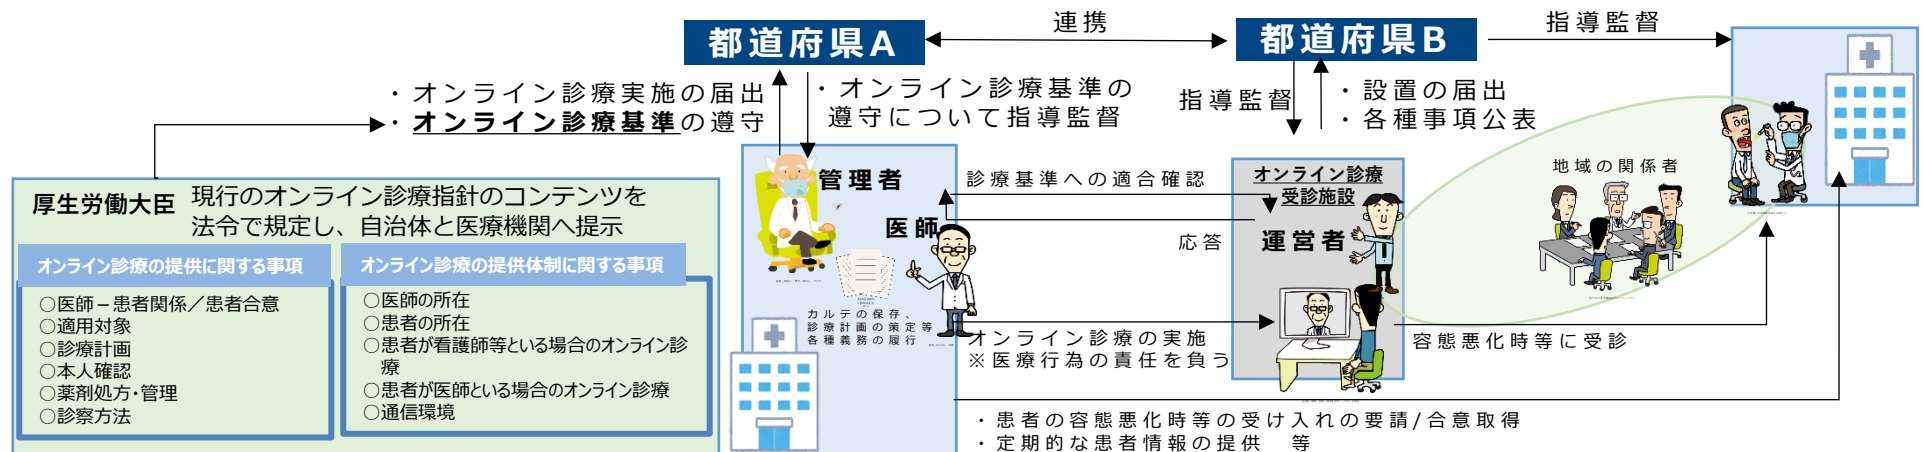 都道府県A
連携
都道府県B
指導監督
・オンライン診療実施の届出
・オンライン診療基準の遵守
・オンライン診療基準の
遵守について指導監督
指導監督
・設置の届出
・各種事項公表
厚生労働大臣
現行のオンライン診療指針のコンテンツを
法令で規定し、自治体と医療機関へ提示
オンライン診療の提供に関する事項
○医師－患者関係／患者合意
○適用対象
○診療計画
○本人確認
○薬剤処方・管理
○診察方法
オンライン診療の提供体制に関する事項
○医師の所在
○患者の所在
○患者が看護師等といる場合のオンライン診
療
○患者が医師といる場合のオンライン診療
○通信環境
管理者
医師
カルテの保存、
診療計画の策定等
各種義務の履行
診療基準への適合確認
応答
オンライン診療の実施
※医療行為の責任を負う
オンライン診療
受診施設
運営者
地域の関係者
容態悪化時等に受診
・患者の容態悪化時等の受け入れの要請/合意取得
・定期的な患者情報の提供　等